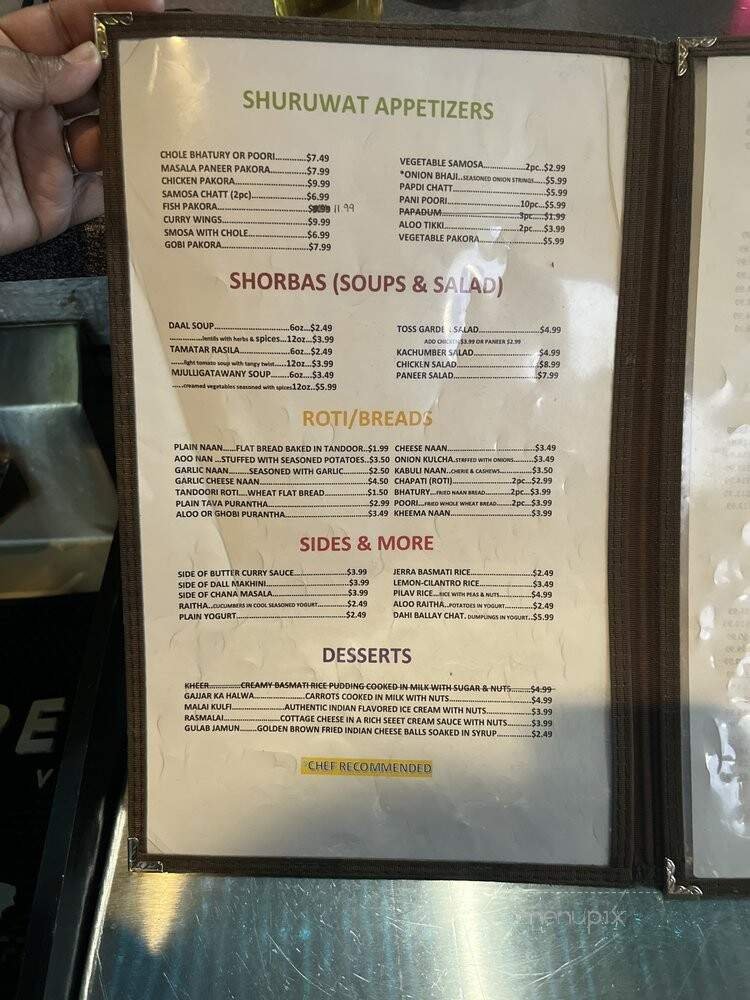 SHURUWAT APPETIZERS
CHOLE BHATURY OR POORI..............$7.49
MASALA PANEER PAKORA................$7.99
CHICKEN PAKORA..........................$9.99
SAMOSA CHATT (2pc)....................$6.99
FISH PAKORA.............................. 11.99
CURRY WINGS.............................$9.99
SMOSA WITH CHOLE....................$6.99
GOBI PAKORA.............................$7.99
VEGETABLE SAMOSA....................2pc..$2.99
*ONION BHAJI..SEASONED ONION STRINGS.....$5.99
PAPDI CHATT...............................$5.99
PANI POORI.............................10pc...$5.99
PAPADUM................................3pc...$1.99
ALOO TIKKI..............................2pc....$3.99
VEGETABLE PAKORA.......................$5.99
SHORBAS (SOUPS & SALAD)
DAAL SOUP..............................6oz...$2.49
..............lentils with herbs & spices...12oz...$3.99
TAMATAR RASILA.......................6oz...$2.49
......light tomato soup with tangy twist.....12oz....$3.99
MJULLIGATAWANY SOUP........6oz....$3.49
.....creamed vegetables seasoned with spices12oz..$5.99
TOSS GARDEN SALAD.....................$4.99
ADD CHICKEN $3.99 OR PANEER $2.99
KACHUMBER SALAD......................$4.99
CHICKEN SALAD...........................$8.99
PANEER SALAD............................$7.99
ROTI/BREADS
PLAIN NAAN......FLAT BREAD BAKED IN TANDOOR..$1.99
AOO NAN ...STUFFED WITH SEASONED POTATOES..$3.50
GARLIC NAAN.........SEASONED WITH GARLIC.........$2.50
GARLIC CHEESE NAAN................................$4.50
TANDOORI ROTI....WHEAT FLAT BREAD..............$1.50
PLAIN TAVA PURANTHA..............................$2.99
ALOO OR GHOBI PURANTHA..........................$3.49
CHEESE NAAN................................$3.49
ONION KULCHA..STRFFED WITH ONIONS.........$3.49
KABULI NAAN..CHERIE & CASHEWS.............$3.50
CHAPATI (ROTI)..........................2pc...$2.99
BHATURY...FRIED NAAN BREAD.............2pc...$3.99
POORI...FRIED WHOLE WHEAT BREAD........2pc...$3.99
KHEEMA NAAN................................$3.99
SIDES & MORE
SIDE OF BUTTER CURRY SAUCE...................$3.99
SIDE OF DALL MAKHINI...........................$3.99
SIDE OF CHANA MASALA..........................$3.99
RAITHA...CUCUMBERS IN COOL SEASONED YOGURT..........$2.49
PLAIN YOGURT.....................................$2.49
JERRA BASMATI RICE............................$2.49
LEMON-CILANTRO RICE..........................$3.49
PILAV RICE....RICE WITH PEAS & NUTS............$4.99
ALOO RAITHA..POTATOES IN YOGURT..............$2.49
DAHI BALLAY CHAT. DUMPLINGS IN YOGURT..$5.99
DESSERTS
KHEER..............CREAMY BASMATI RICE PUDDING COOKED IN MILK WITH SUGAR & NUTS.........$4.99
GAJJAR KA HALWA......................CARROTS COOKED IN MILK WITH NUTS........................$4.99
MALAI KULFI.......................AUTHENTIC INDIAN FLAVORED ICE CREAM WITH NUTS.............$3.99
RASMALAI.......................COTTAGE CHEESE IN A RICH SEEET CREAM SAUCE WITH NUTS..........$3.99
GULAB JAMUN........GOLDEN BROWN FRIED INDIAN CHEESE BALLS SOAKED IN SYRUP.............$2.49
*CHEF RECOMMENDED
menupix